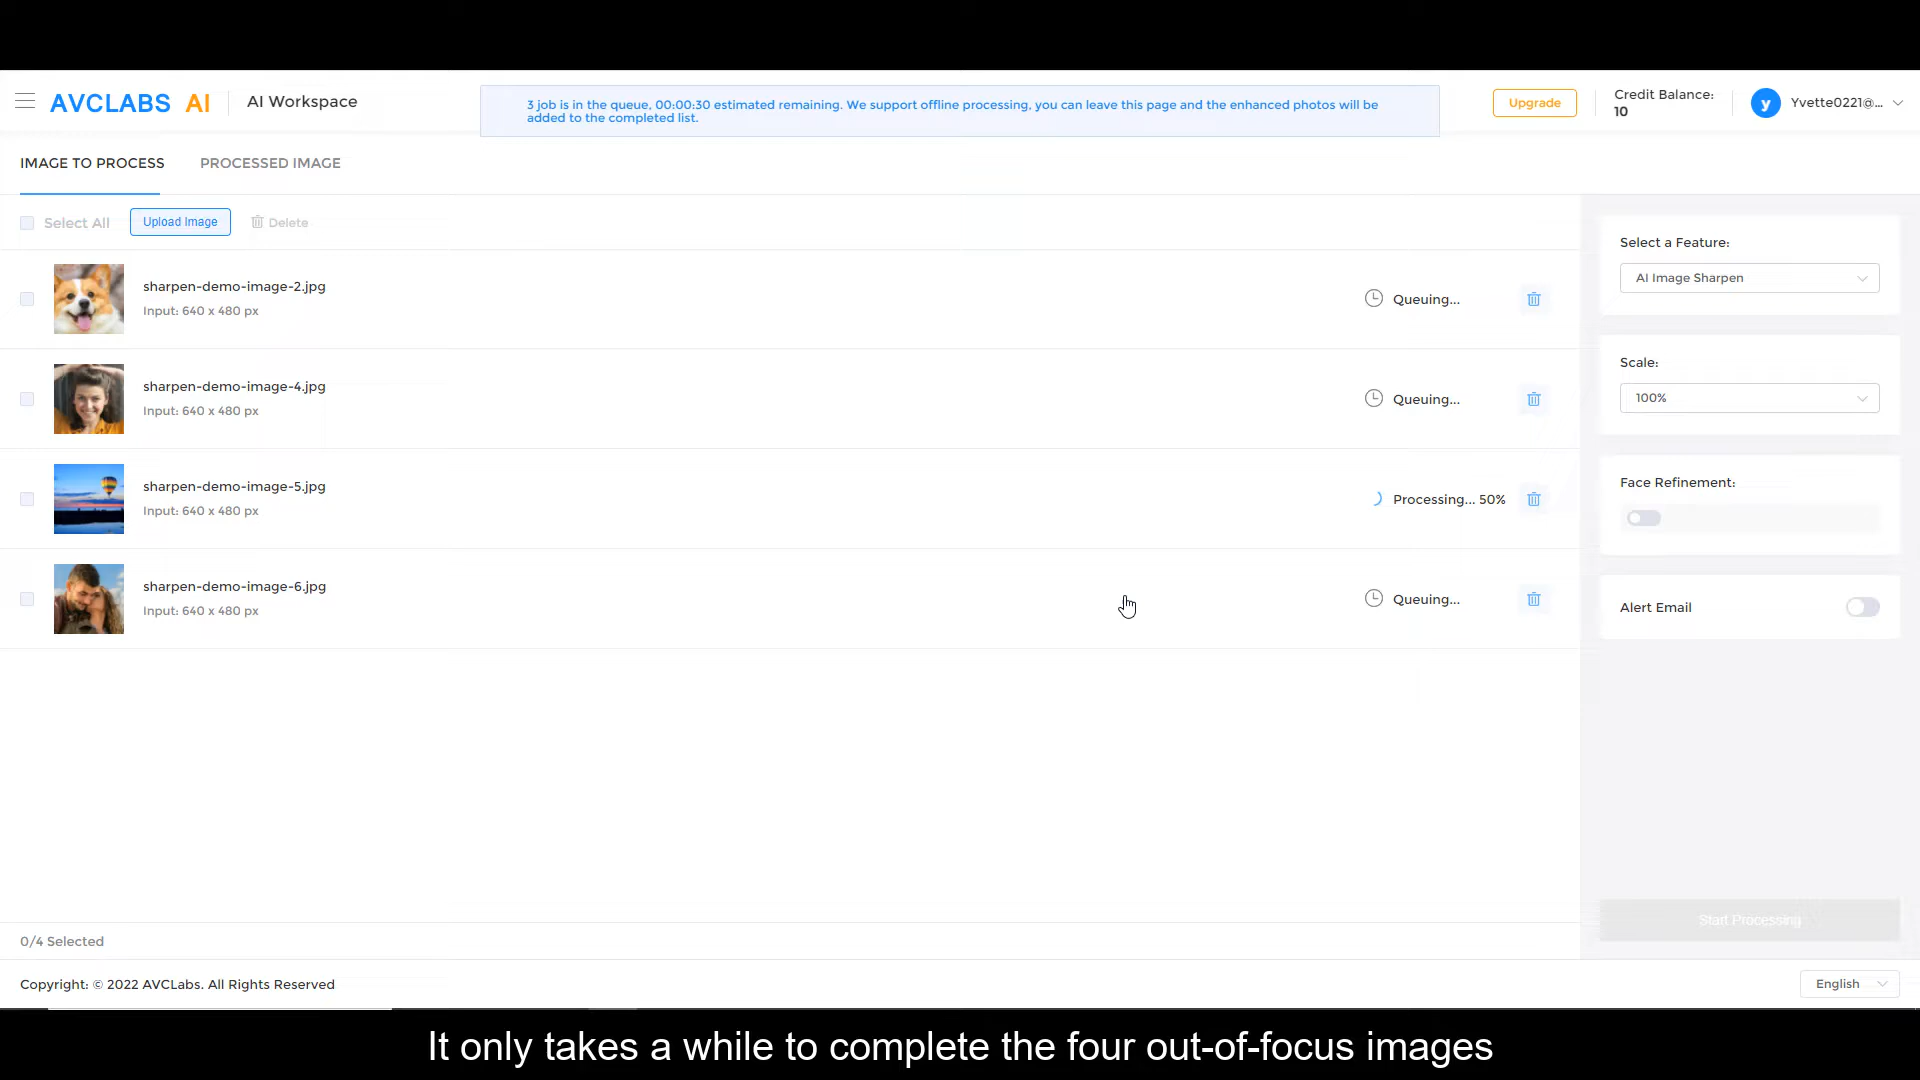 AVCLABS AI
AI Workspace
3 job is in the queue, 00:00:30 estimated remaining. We support offline processing, you can leave this page and the enhanced photos will be
added to the completed list.
Upgrade
Credit Balance:
10
y
Yvette0221@...
IMAGE TO PROCESS
PROCESSED IMAGE
Select All
Upload Image
Delete
sharpen-demo-image-2.jpg
Input: 640 x 480 px
Queuing...
sharpen-demo-image-4.jpg
Input: 640 x 480 px
Queuing...
sharpen-demo-image-5.jpg
Input: 640 x 480 px
Processing... 50%
sharpen-demo-image-6.jpg
Input: 640 x 480 px
Queuing...
Select a Feature:
AI Image Sharpen
Scale:
100%
Face Refinement:
Alert Email
Start Processing
0/4 Selected
Copyright: © 2022 AVCLabs. All Rights Reserved
English
It only takes a while to complete the four out-of-focus images